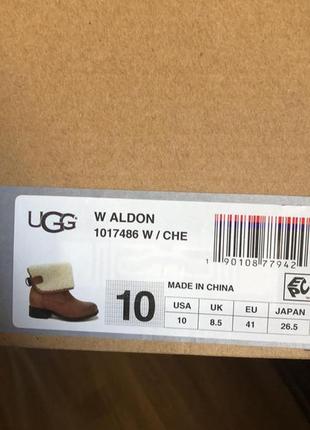 UGG
W ALDON
1017486 W / CHE
1 90108 77942
10
MADE IN CHINA
USA UK EU JAPAN
10 8.5 41 26.5